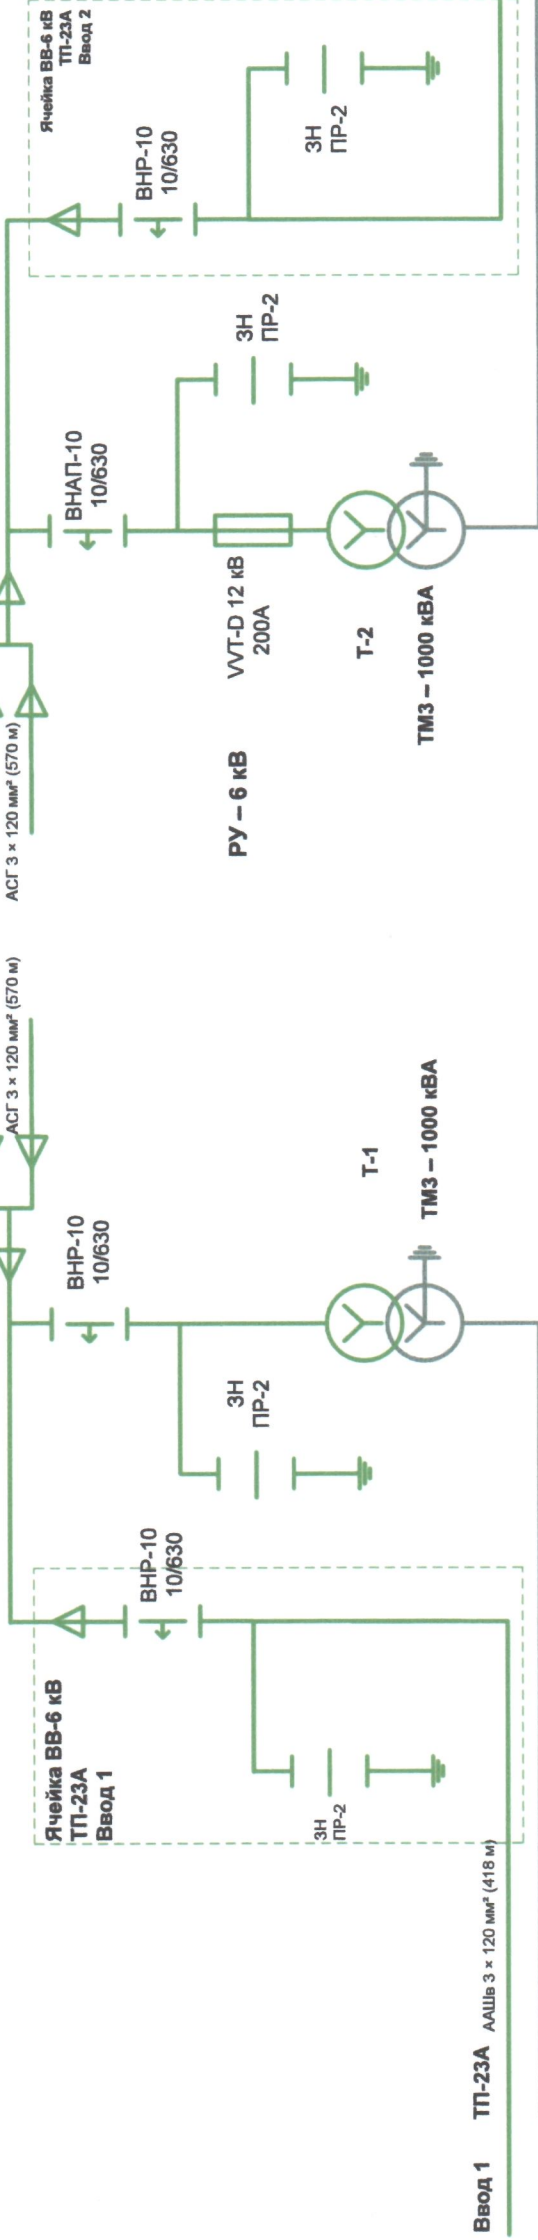 Ввод 1
ТП-23А
ААШв 3 × 120 мм² (418 м)
Ячейка ВВ-6 кВ
ТП-23А
Ввод 1
ЗН
ПР-2
ВНР-10
10/630
ЗН
ПР-2
ВНР-10
10/630
Т-1
ТМЗ – 1000 кВА
АСГ 3 × 120 мм² (570 м)
АСГ 3 × 120 мм² (570 м)
РУ – 6 кВ
ВНАП-10
10/630
VVT-D 12 кВ
200А
Т-2
ТМЗ – 1000 кВА
ЗН
ПР-2
ВНР-10
10/630
Ячейка ВВ-6 кВ
ТП-23А
Ввод 2
ЗН
ПР-2